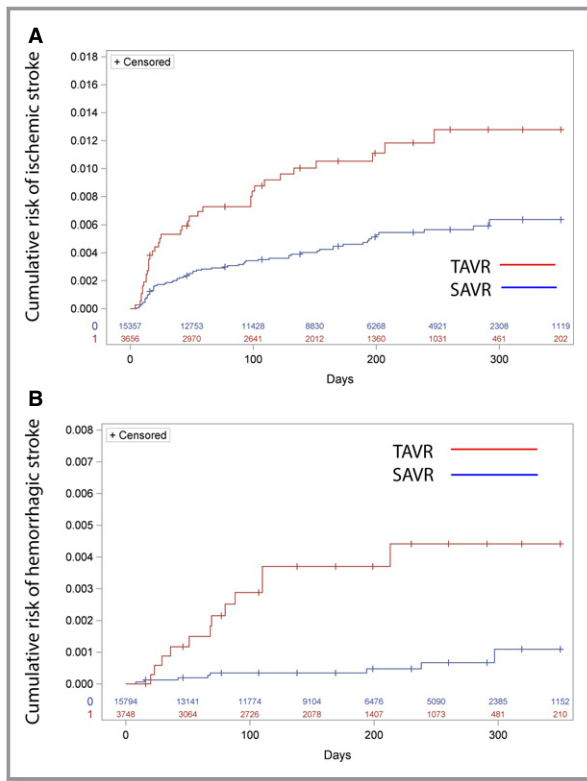 A
+ Censored
0.018
0.016
0.014
0.012
0.010
0.008
0.006
0.004
0.002
0.000
Cumulative risk of ischemic stroke
TAVR
SAVR
0 15357 12753 11428 8830 6268 4921 2308 1119
1 3656 2970 2641 2012 1360 1031 461 202
0 100 200 300
Days
B
+ Censored
0.008
0.007
0.006
0.005
0.004
0.003
0.002
0.001
0.000
Cumulative risk of hemorrhagic stroke
TAVR
SAVR
0 15794 13141 11774 9104 6476 5090 2385 1152
1 3748 3064 2726 2078 1407 1073 481 210
0 100 200 300
Days